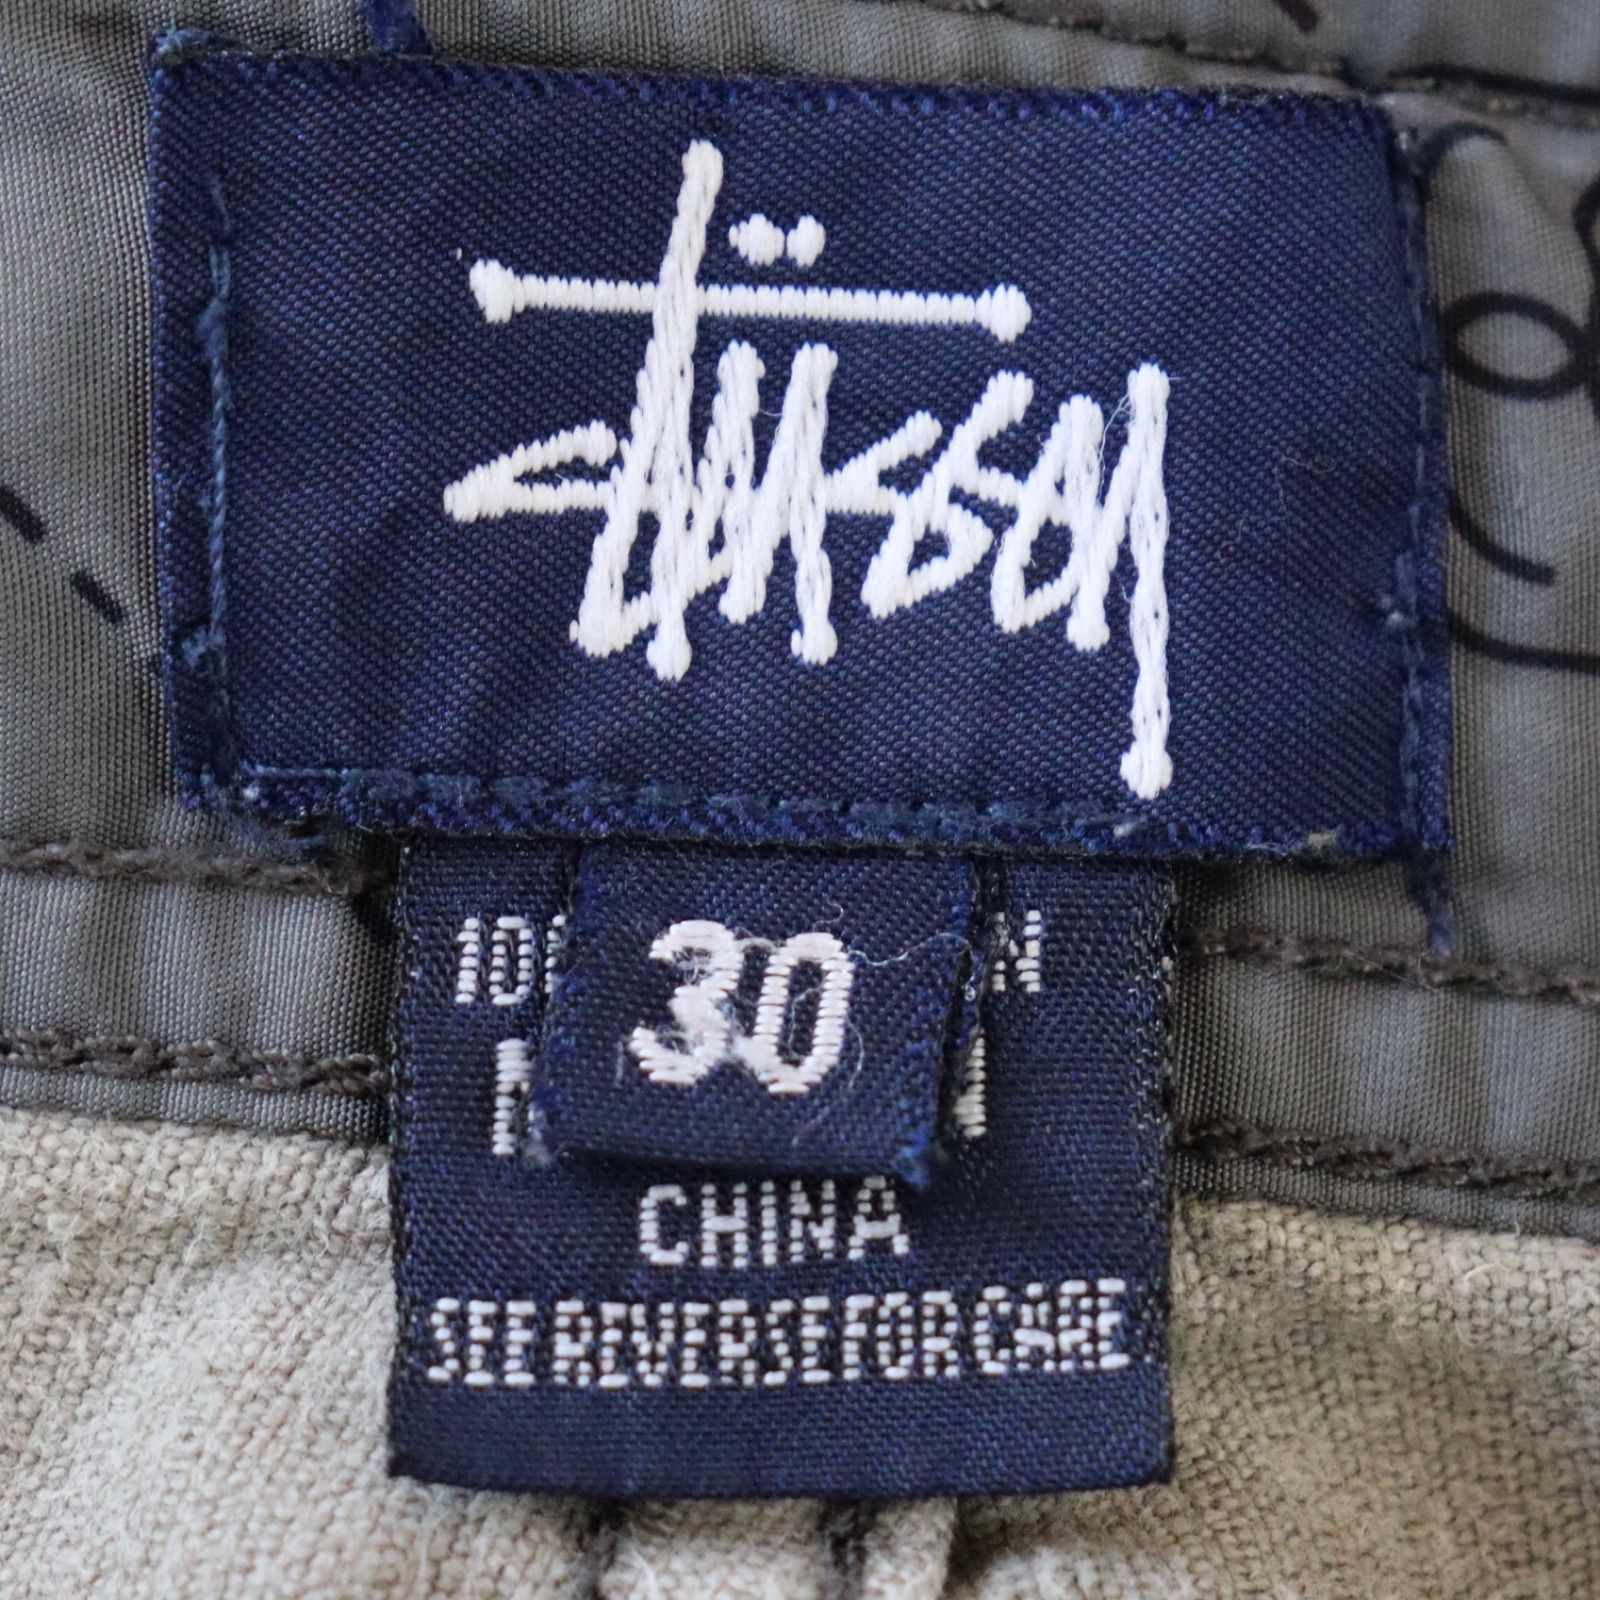 Stüssy
30
CHINA
SEE REVERSE FOR CARE